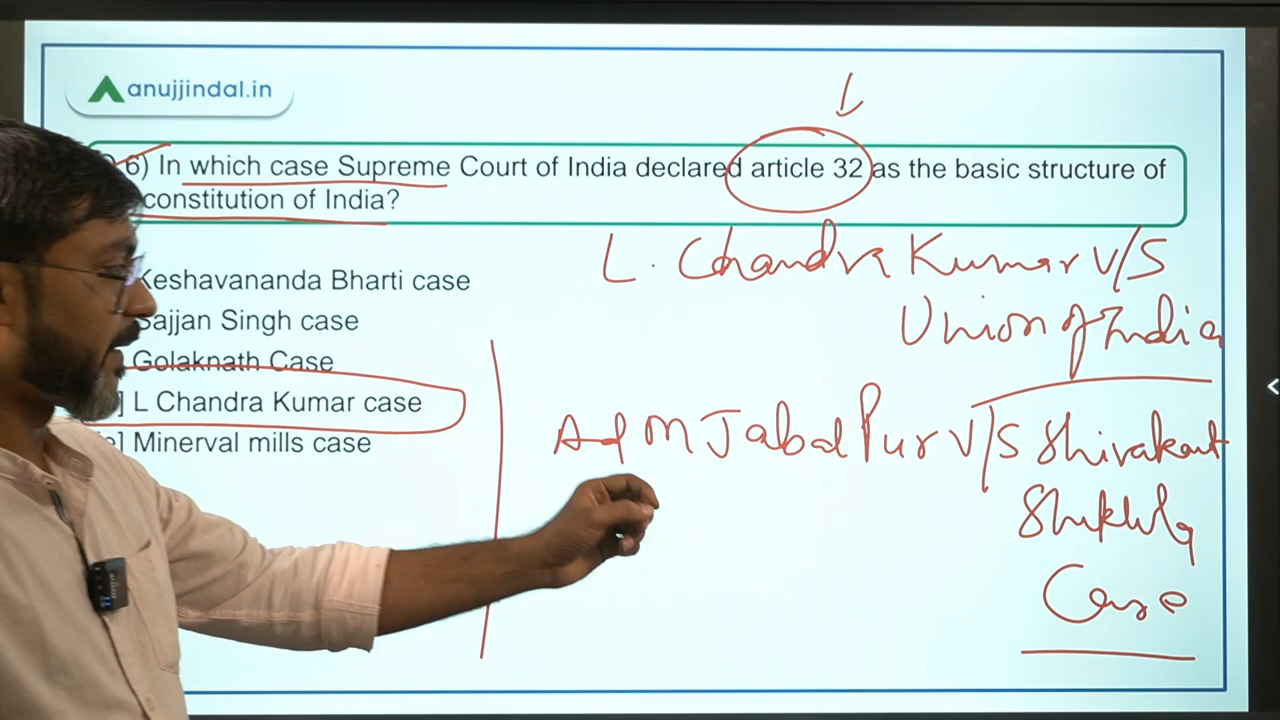 anujjindal.in
6) In which case Supreme Court of India declared article 32 as the basic structure of
constitution of India?
L. Chandra Kumar V/S
Union of India
Keshavananda Bharti case
Sajjan Singh case
Golaknath Case
] L Chandra Kumar case
] Minerval mills case
Adm Jabalpur V/S Shivakant
Shukla
Case